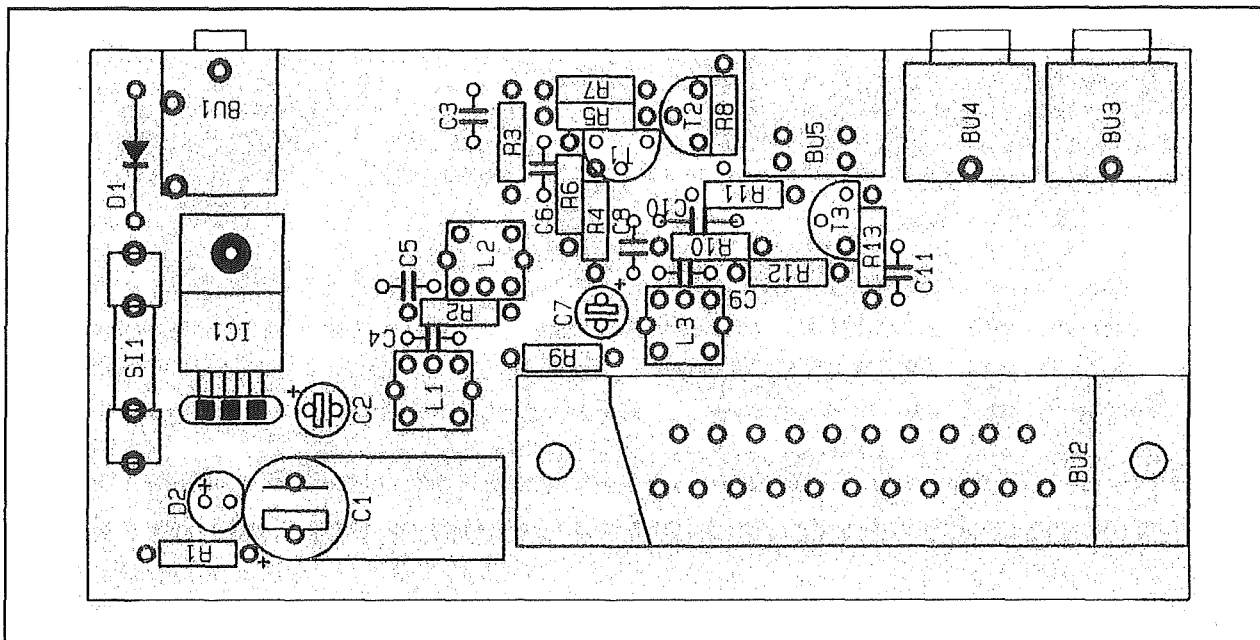 BU1
D1
C3
R3
R7
R5
T1
T2
R8
BU5
BU4
BU3
C6
R6
R4
C8
C10
R11
T3
R13
C11
R10
R12
C9
L3
C5
L2
R2
C4
L1
C7
+
R9
SI1
IC1
+
C2
D2
+
C1
R1
+
BU2